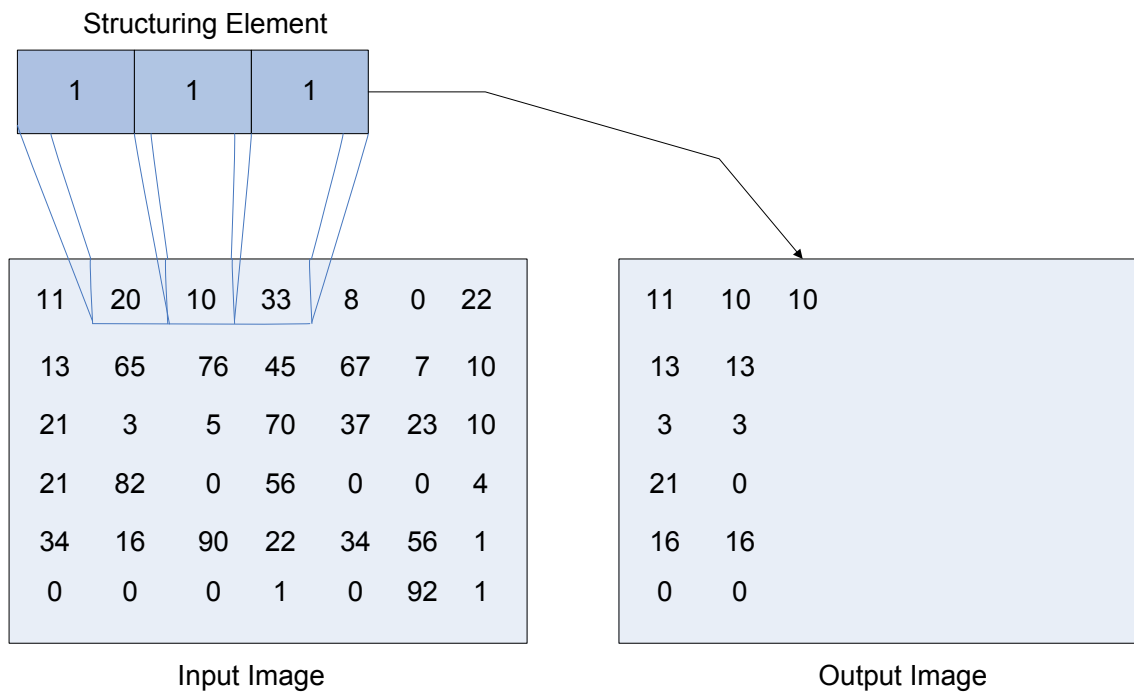 Structuring Element
1 1 1
11 20 10 33 8 0 22
13 65 76 45 67 7 10
21 3 5 70 37 23 10
21 82 0 56 0 0 4
34 16 90 22 34 56 1
0 0 0 1 0 92 1
Input Image
11 10 10
13 13
3 3
21 0
16 16
0 0
Output Image